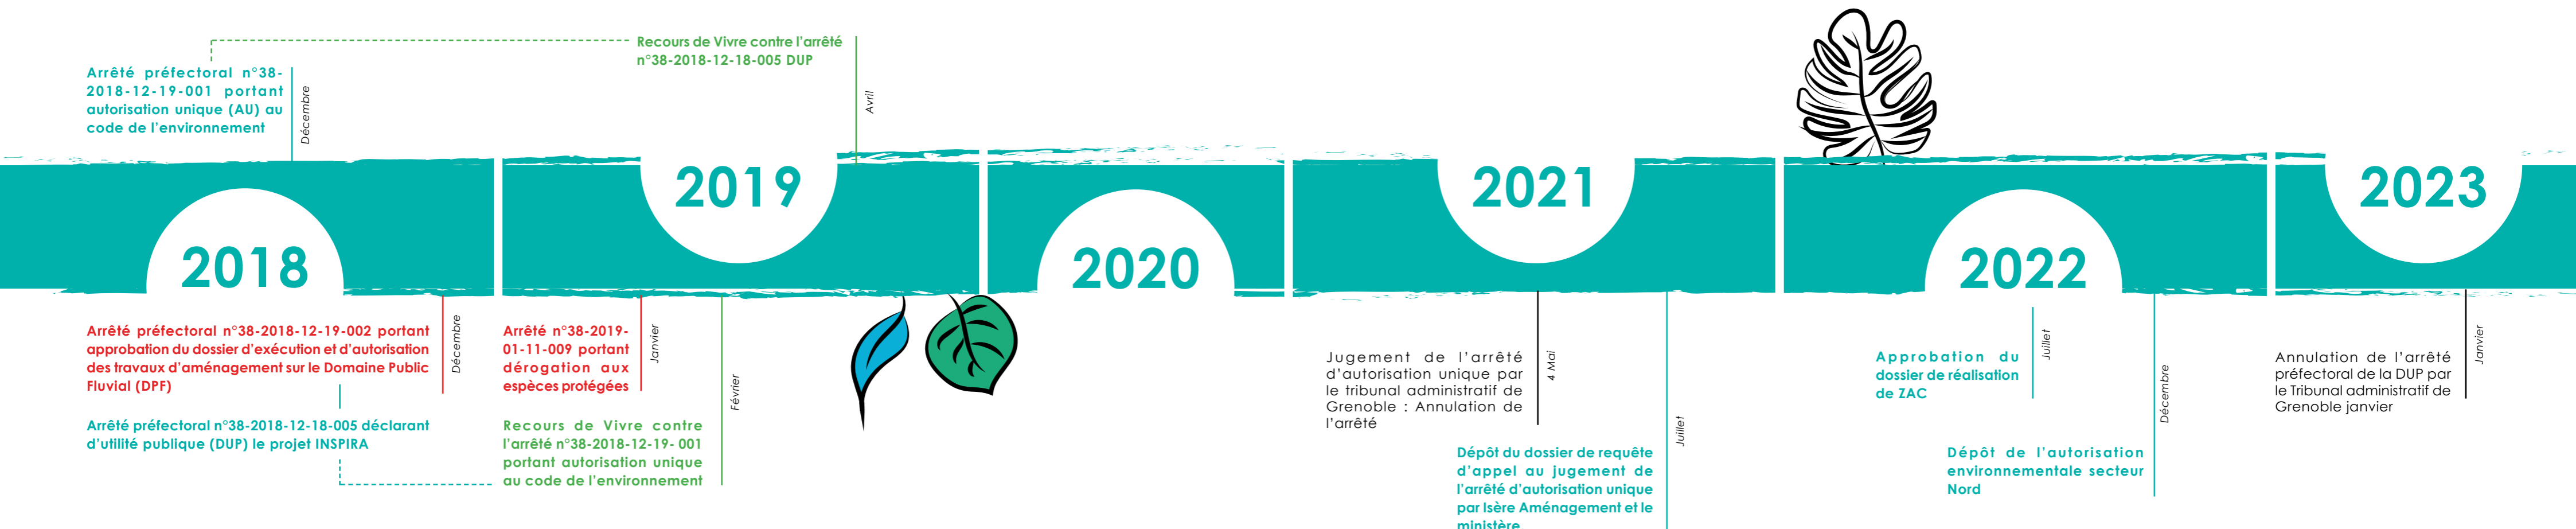 Recours de Vivre contre l'arrêté
n°38-2018-12-18-005 DUP
Avril
Arrêté préfectoral n°38-
2018-12-19-001 portant
autorisation unique (AU) au
code de l'environnement
Décembre
2018
2019
2020
2021
2022
2023
Arrêté préfectoral n°38-2018-12-19-002 portant
approbation du dossier d'exécution et d'autorisation
des travaux d'aménagement sur le Domaine Public
Fluvial (DPF)
Décembre
Arrêté préfectoral n°38-2018-12-18-005 déclarant
d'utilité publique (DUP) le projet INSPIRA
Arrêté n°38-2019-
01-11-009 portant
dérogation aux
espèces protégées
Janvier
Recours de Vivre contre
l'arrêté n°38-2018-12-19- 001
portant autorisation unique
au code de l'environnement
Février
Jugement de l'arrêté
d'autorisation unique par
le tribunal administratif de
Grenoble : Annulation de
l'arrêté
4 Mai
Dépôt du dossier de requête
d'appel au jugement de
l'arrêté d'autorisation unique
par Isère Aménagement et le
ministère
Juillet
Approbation du
dossier de réalisation
de ZAC
Juillet
Dépôt de l'autorisation
environnementale secteur
Nord
Décembre
Annulation de l'arrêté
préfectoral de la DUP par
le Tribunal administratif de
Grenoble janvier
Janvier